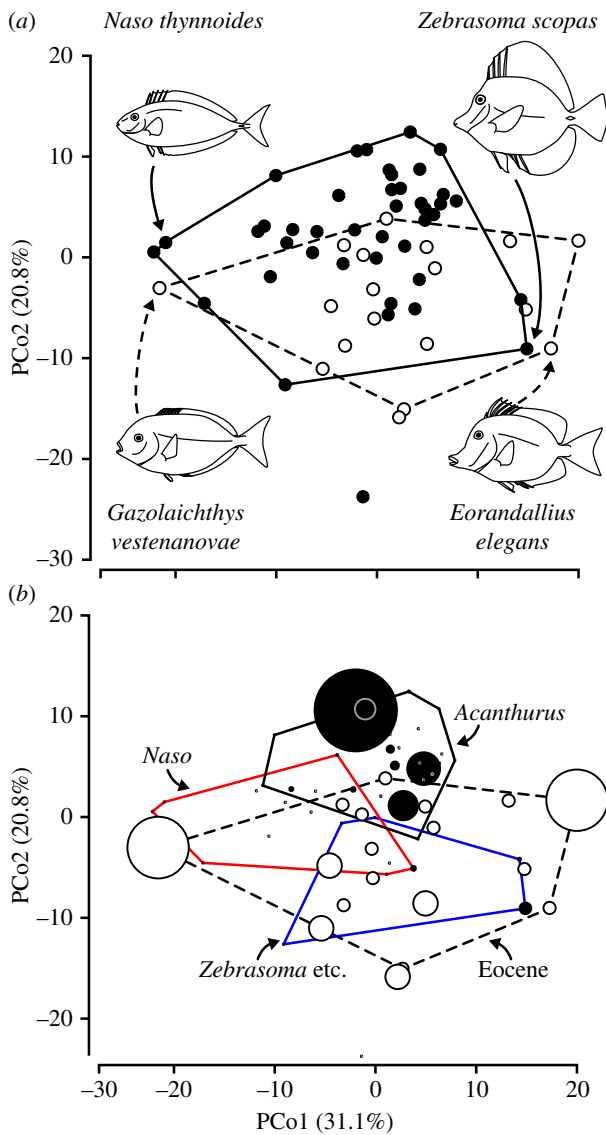 (a) Naso thynnoides Zebrasoma scopas
20
10
0
−10
−20
−30
PCo2 (20.8%)
Gazolaichthys
vestenanovae
Eorandallius
elegans
(b)
20
10
0
−10
−20
PCo2 (20.8%)
Acanthurus
Naso
Zebrasoma etc.
Eocene
−30 −20 −10 0 10 20
PCo1 (31.1%)